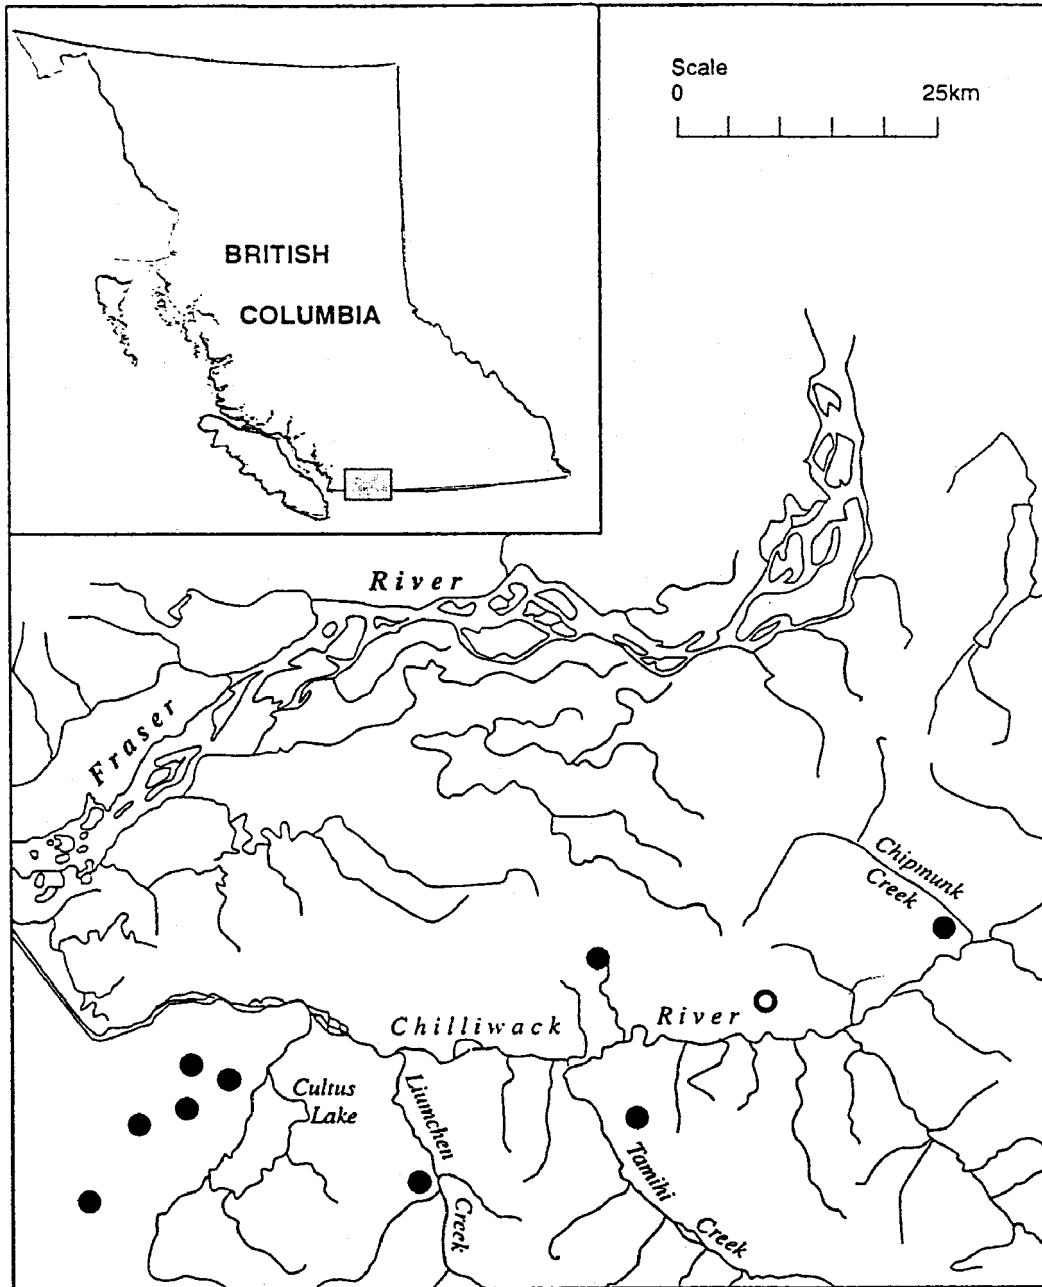 Scale
0 25km
BRITISH
COLUMBIA
River
Fraser
Chipmunk
Creek
Chilliwack River
Cultus
Lake
Liumchen
Creek
Tamihi
Creek